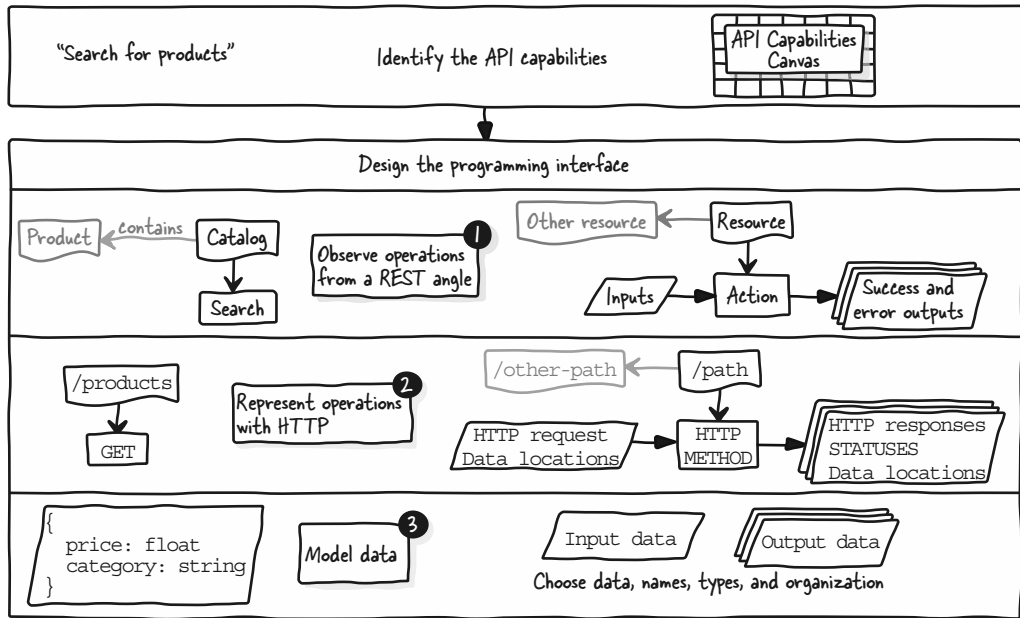 “Search for products”
Identify the API capabilities
API Capabilities
Canvas
Design the programming interface
Product
contains
Catalog
Search
1
Observe operations
from a REST angle
Other resource
Resource
Inputs
Action
Success and
error outputs
/products
GET
2
Represent operations
with HTTP
/other-path
/path
HTTP request
Data locations
HTTP
METHOD
HTTP responses
STATUSES
Data locations
{
price: float
category: string
}
3
Model data
Input data
Output data
Choose data, names, types, and organization